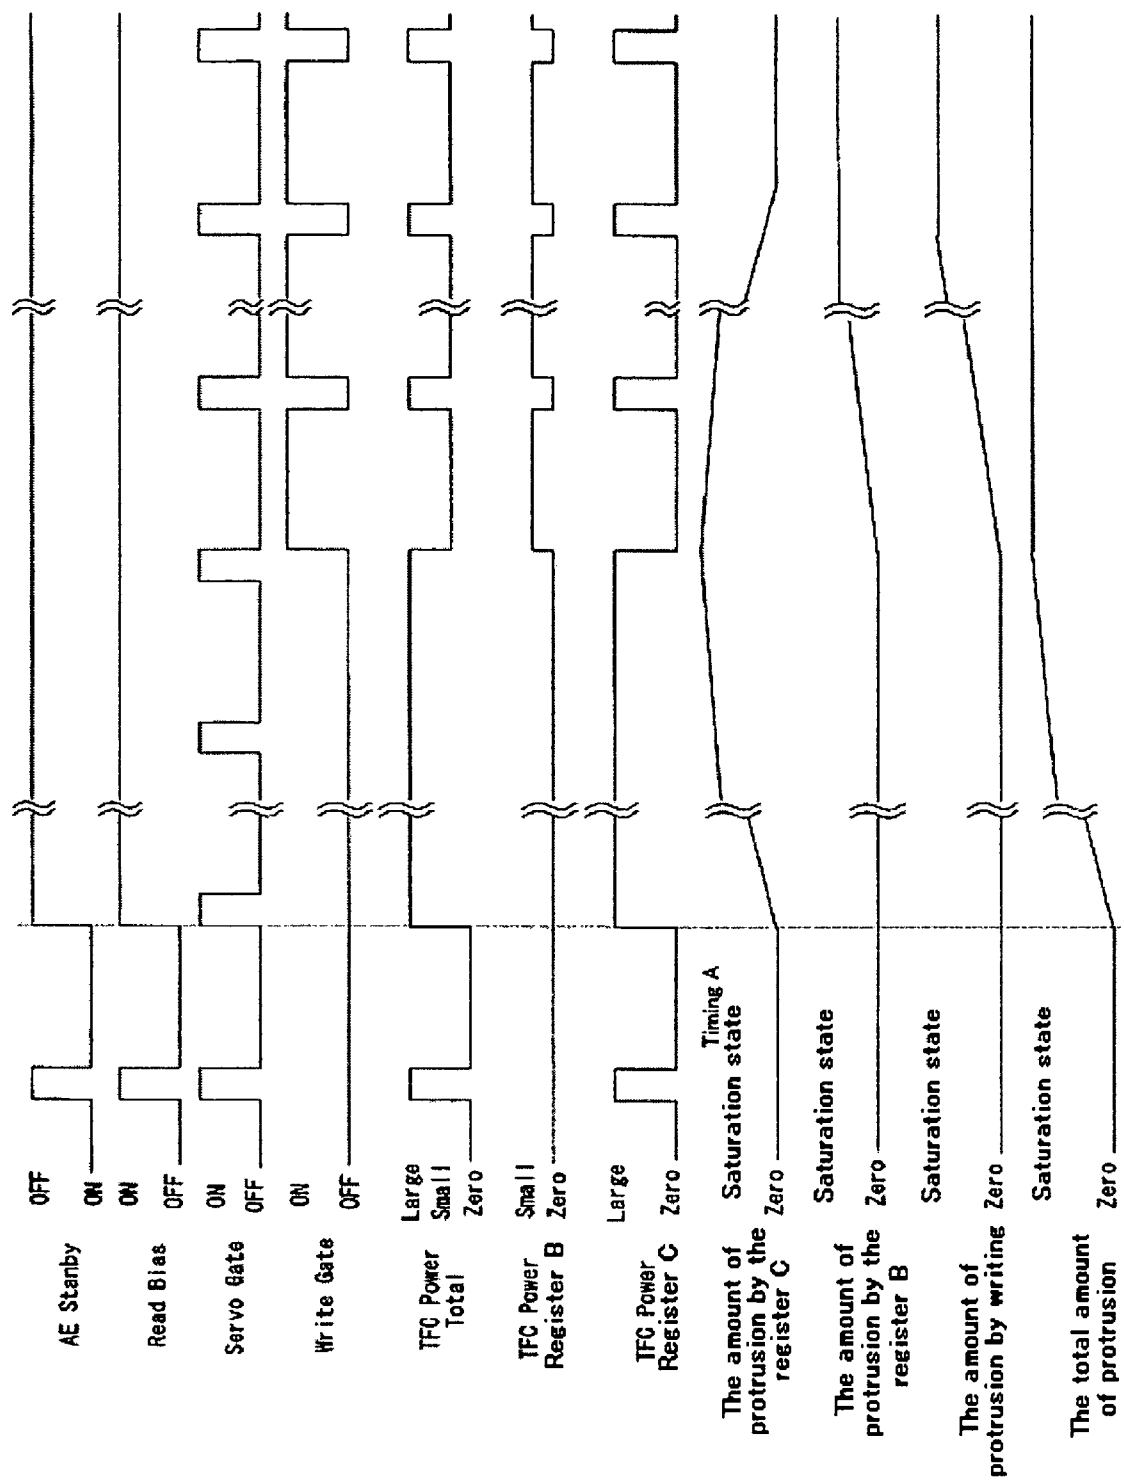 AE Stanby
OFF
ON
Read Bias
ON
OFF
Servo Gate
ON
OFF
Write Gate
ON
OFF
TFC Power
Total
Large
Small
Zero
TFC Power
Register B
Small
Zero
TFC Power
Register C
Large
Zero
Timing A
The amount of
protrusion by the
register C
Saturation state
Zero
The amount of
protrusion by the
register B
Saturation state
Zero
The amount of
protrusion by writing
Saturation state
Zero
The total amount
of protrusion
Saturation state
Zero